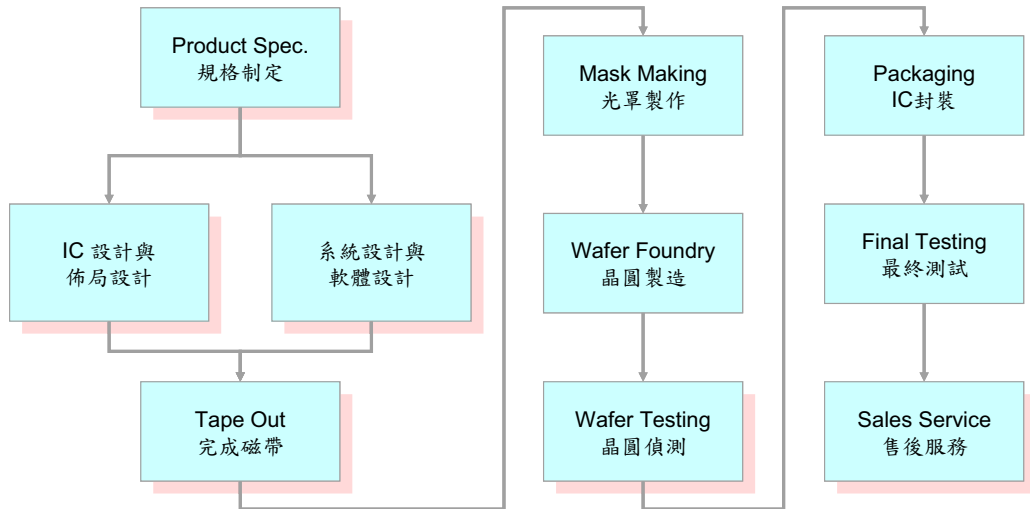 Product Spec.
規格制定
IC 設計與
佈局設計
系統設計與
軟體設計
Tape Out
完成磁帶
Mask Making
光罩製作
Wafer Foundry
晶圓製造
Wafer Testing
晶圓偵測
Packaging
IC封裝
Final Testing
最終測試
Sales Service
售後服務